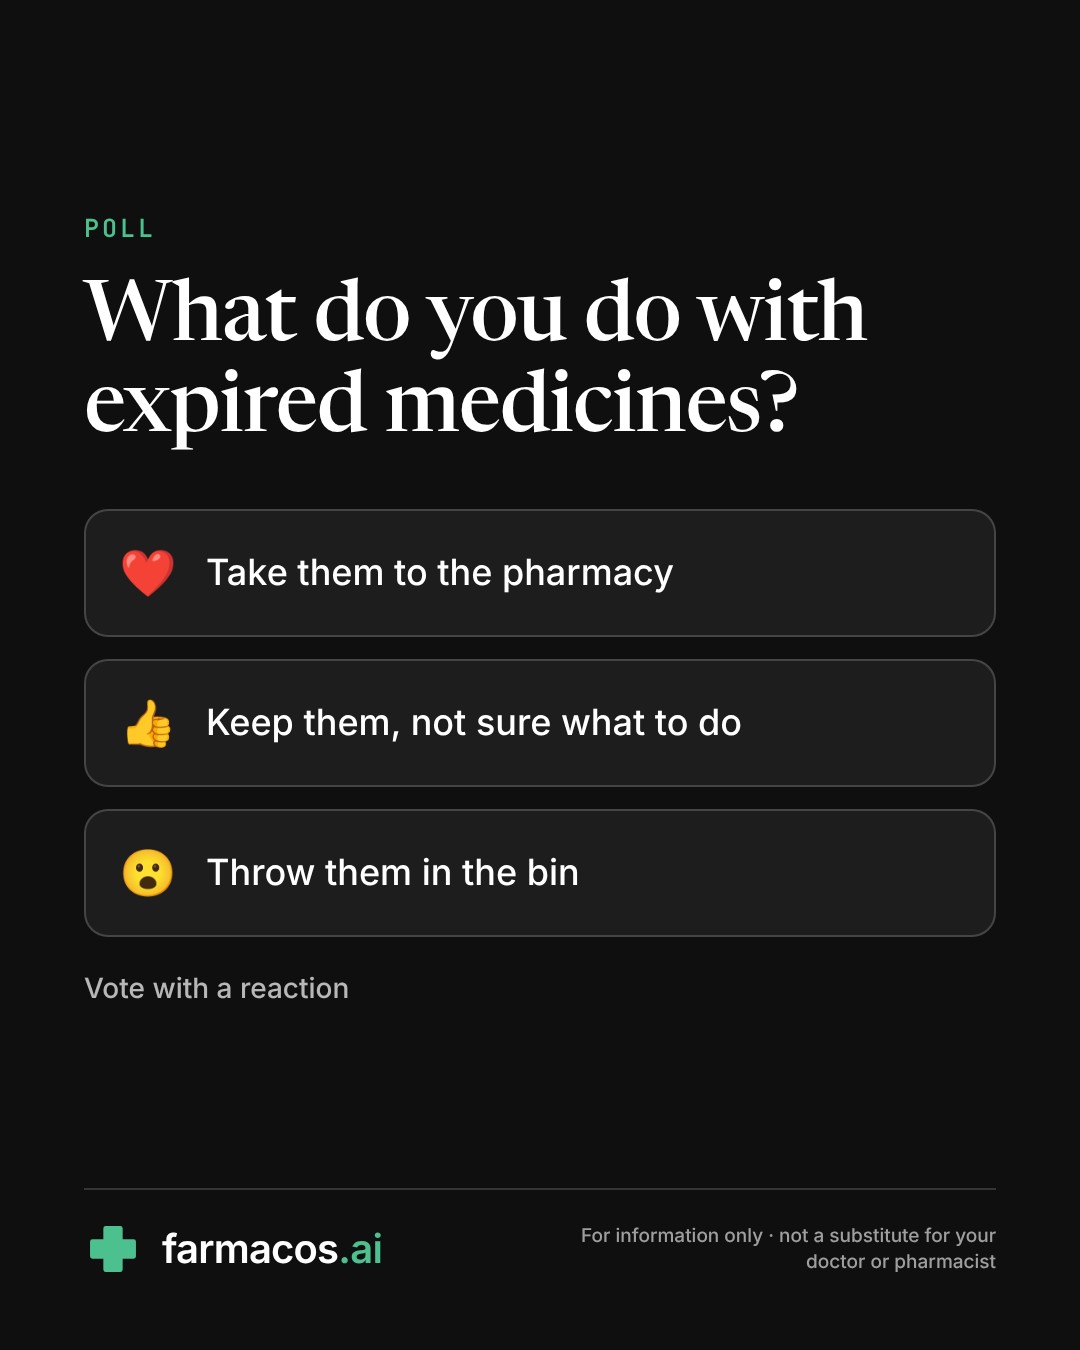 POLL
What do you do with
expired medicines?
❤️ Take them to the pharmacy
👍 Keep them, not sure what to do
😮 Throw them in the bin
Vote with a reaction
farmacos.ai
For information only · not a substitute for your
doctor or pharmacist